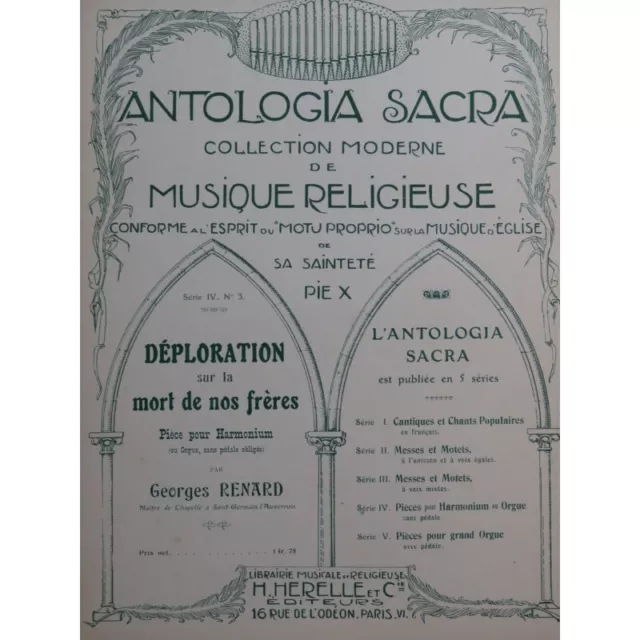 ANTOLOGIA SACRA
COLLECTION MODERNE
DE
MUSIQUE RELIGIEUSE
CONFORME A L'ESPRIT DU "MOTU PROPRIO" SUR LA MUSIQUE D'ÉGLISE
DE
SA SAINTETÉ
PIE X
Série IV. N° 3.
DÉPLORATION
sur la
mort de nos frères
Pièce pour Harmonium
(ou Orgue, sans pédale obligée)
PAR
Georges RENARD
Maître de Chapelle à Saint-Germain l'Auxerrois
Prix net. . . . . . . . . . . . 1 fr. 75
L'ANTOLOGIA
SACRA
est publiée en 5 séries
Série I. Cantiques et Chants Populaires
en français.
Série II. Messes et Motets,
à l'unisson et à voix égales.
Série III. Messes et Motets,
à voix mixtes.
Série IV. Pièces pour Harmonium ou Orgue
sans pédale.
Série V. Pièces pour grand Orgue
avec pédale.
LIBRAIRIE MUSICALE et RELIGIEUSE
H. HERELLE ET CIE
ÉDITEURS
16 RUE DE L'ODÉON, PARIS, VI.